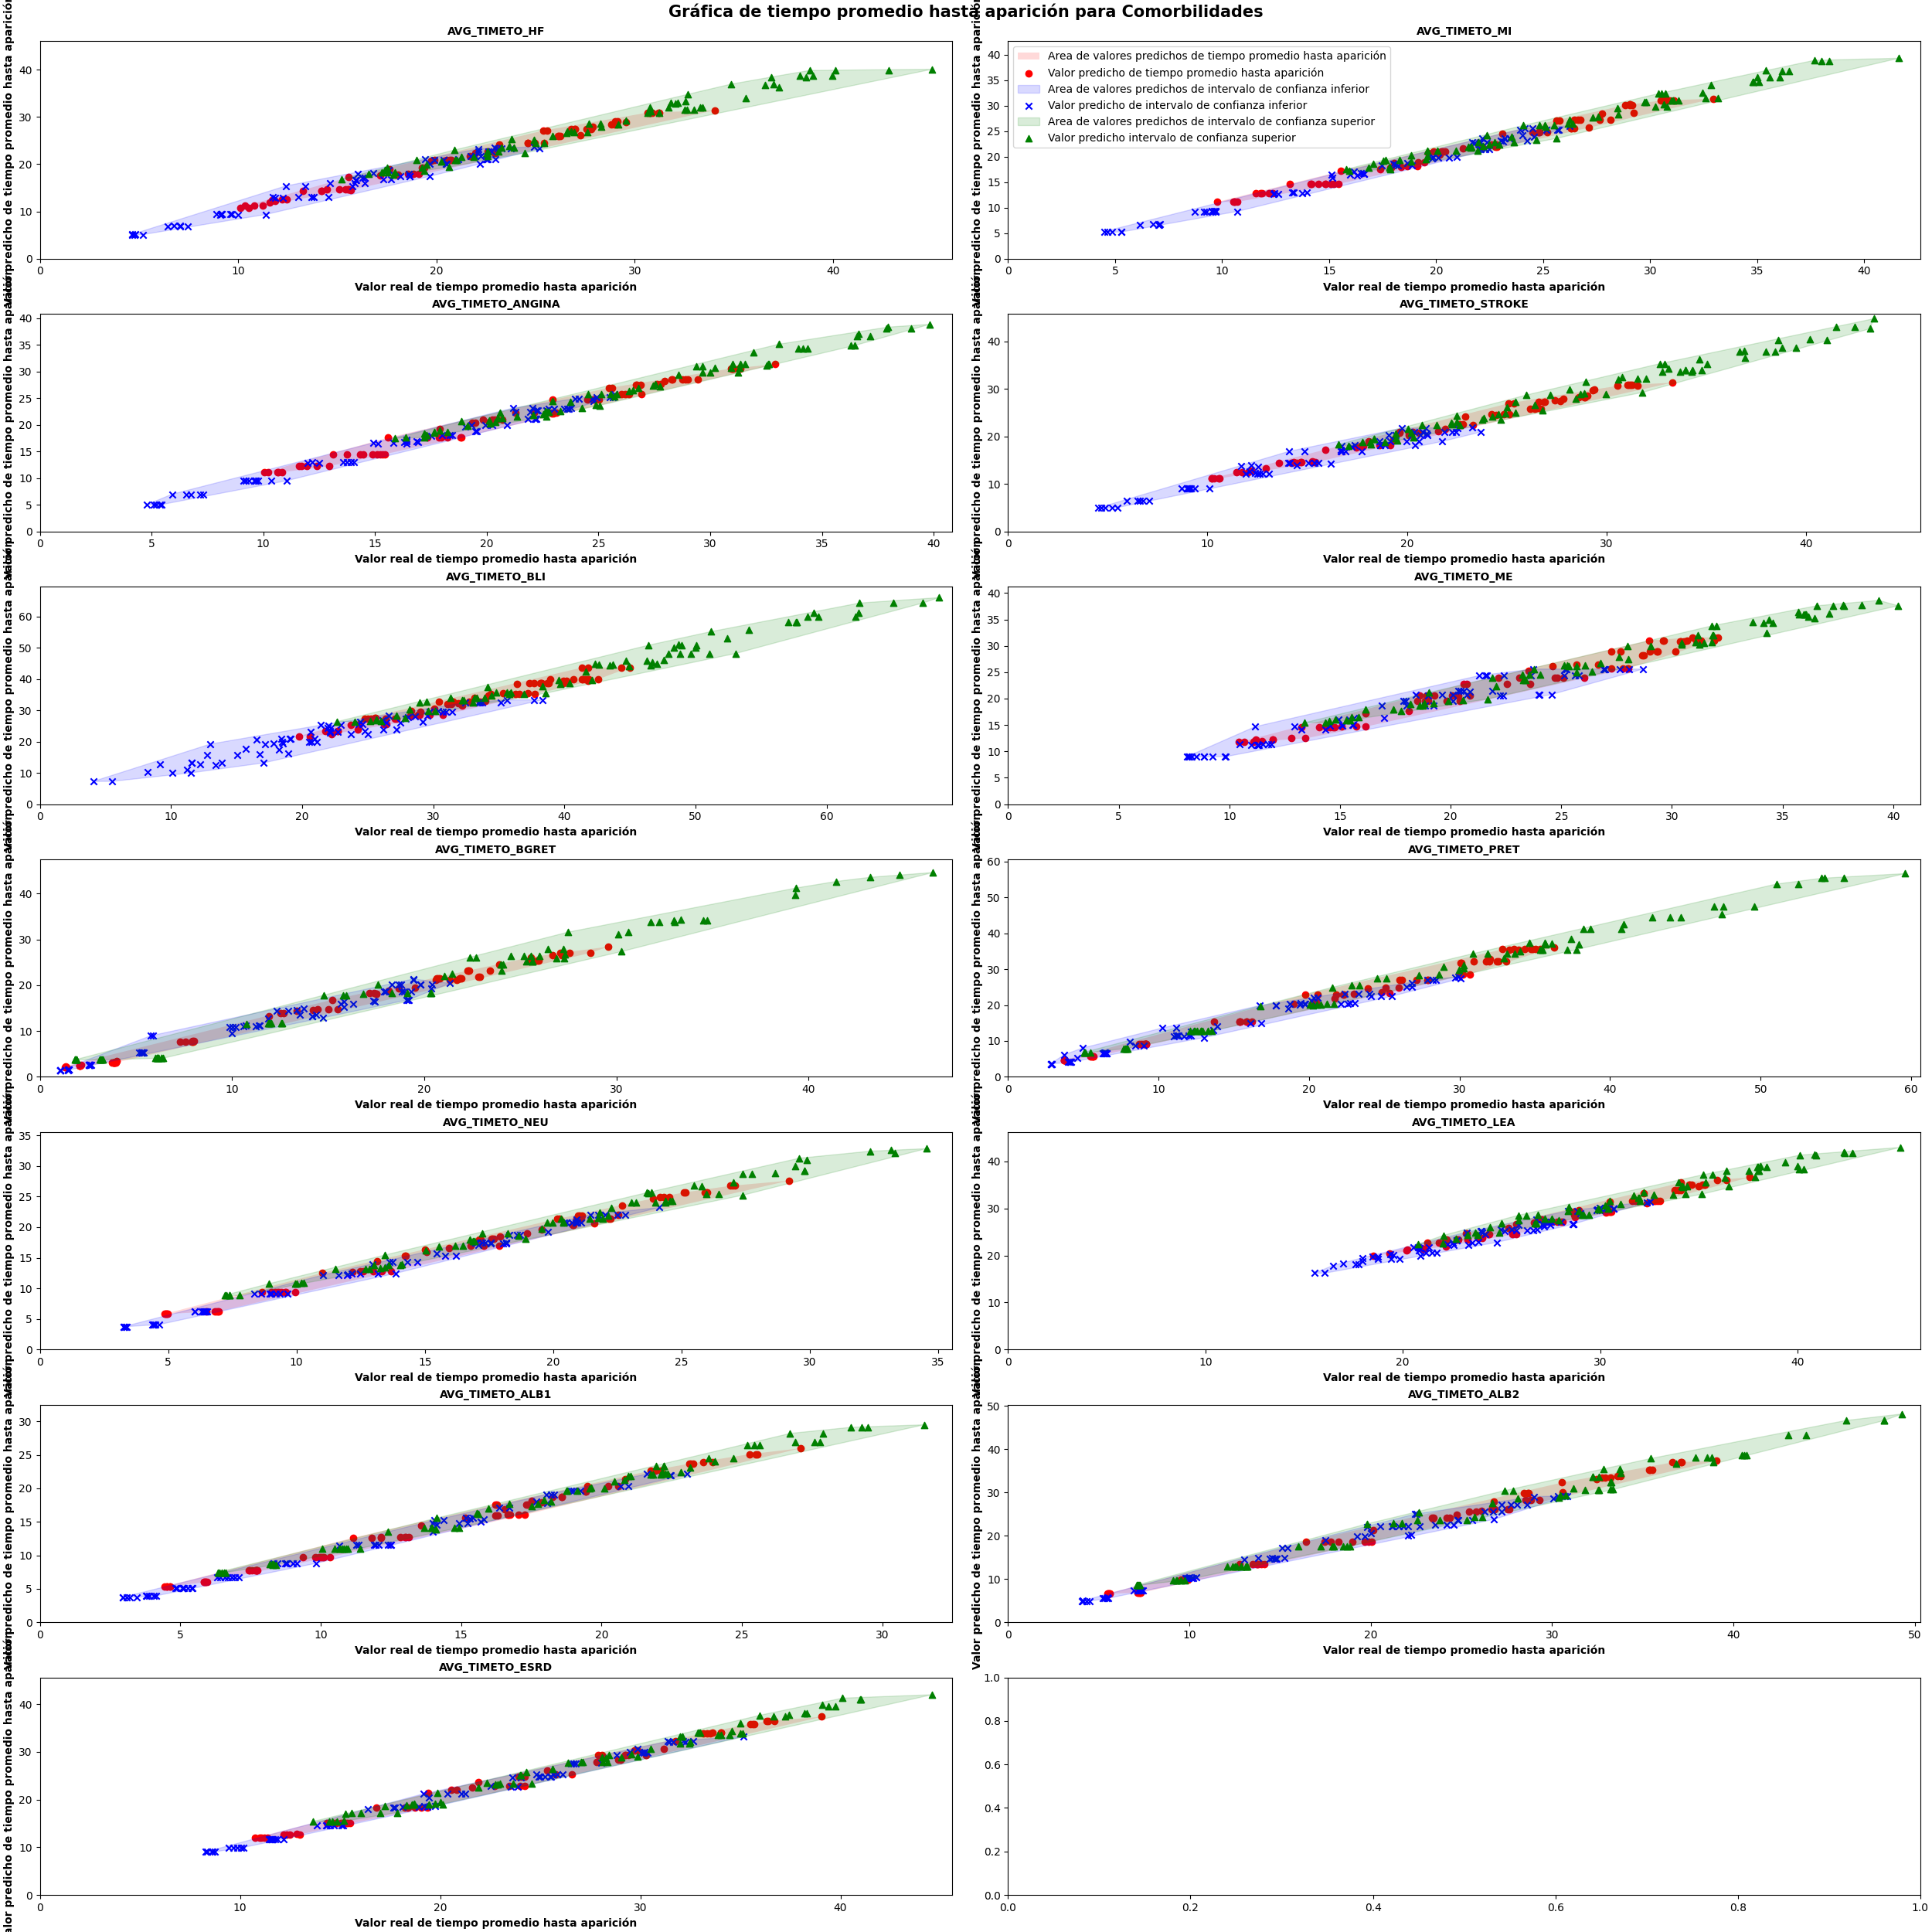 Gráfica de tiempo promedio hasta aparición para Comorbilidades
AVG_TIMETO_HF
Valor real de tiempo promedio hasta aparición
AVG_TIMETO_MI
Area de valores predichos de tiempo promedio hasta aparición
Valor predicho de tiempo promedio hasta aparición
Area de valores predichos de intervalo de confianza inferior
Valor predicho de intervalo de confianza inferior
Area de valores predichos de intervalo de confianza superior
Valor predicho intervalo de confianza superior
Valor real de tiempo promedio hasta aparición
AVG_TIMETO_ANGINA
Valor real de tiempo promedio hasta aparición
AVG_TIMETO_STROKE
Valor real de tiempo promedio hasta aparición
AVG_TIMETO_BLI
Valor real de tiempo promedio hasta aparición
AVG_TIMETO_ME
Valor real de tiempo promedio hasta aparición
AVG_TIMETO_BGRET
Valor real de tiempo promedio hasta aparición
AVG_TIMETO_PRET
Valor real de tiempo promedio hasta aparición
AVG_TIMETO_NEU
Valor real de tiempo promedio hasta aparición
AVG_TIMETO_LEA
Valor real de tiempo promedio hasta aparición
AVG_TIMETO_ALB1
Valor real de tiempo promedio hasta aparición
AVG_TIMETO_ALB2
Valor predicho de tiempo promedio hasta aparición
Valor real de tiempo promedio hasta aparición
AVG_TIMETO_ESRD
Valor real de tiempo promedio hasta aparición